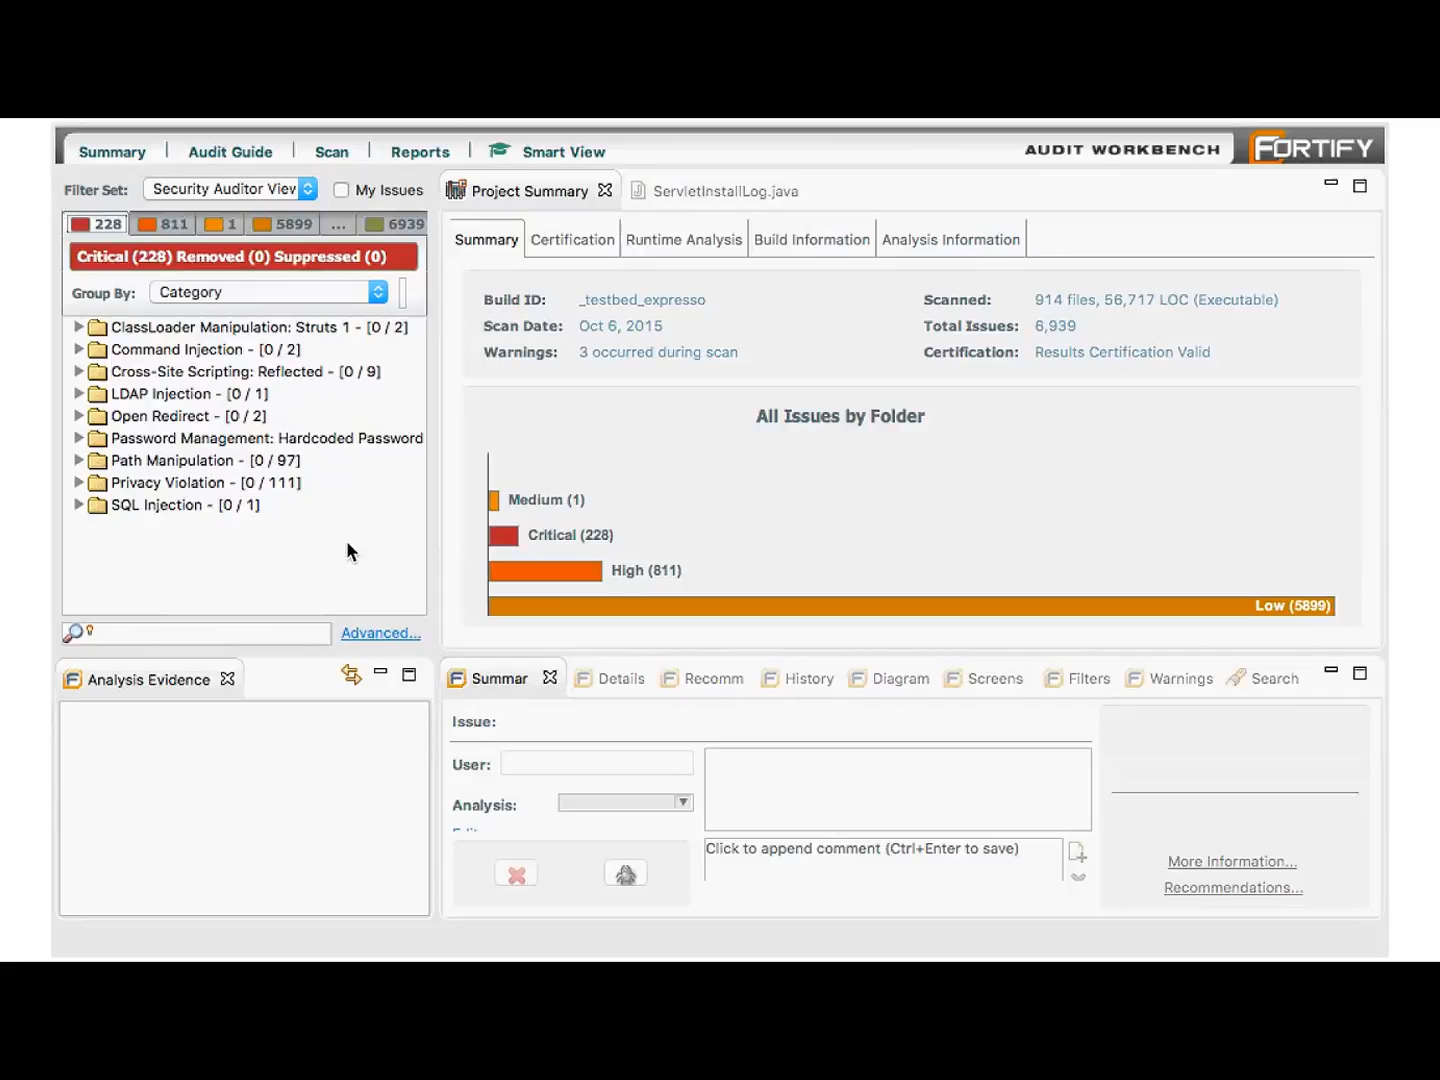 Summary Audit Guide Scan Reports Smart View AUDIT WORKBENCH FORTIFY
Filter Set: Security Auditor View My Issues
228 811 1 5899 ... 6939
Critical (228) Removed (0) Suppressed (0)
Group By: Category
ClassLoader Manipulation: Struts 1 - [0 / 2]
Command Injection - [0 / 2]
Cross-Site Scripting: Reflected - [0 / 9]
LDAP Injection - [0 / 1]
Open Redirect - [0 / 2]
Password Management: Hardcoded Password
Path Manipulation - [0 / 97]
Privacy Violation - [0 / 111]
SQL Injection - [0 / 1]
Advanced...
Project Summary ServletInstallLog.java
Summary Certification Runtime Analysis Build Information Analysis Information
Build ID: _testbed_expresso
Scan Date: Oct 6, 2015
Warnings: 3 occurred during scan
Scanned: 914 files, 56,717 LOC (Executable)
Total Issues: 6,939
Certification: Results Certification Valid
All Issues by Folder
Medium (1)
Critical (228)
High (811)
Low (5899)
Analysis Evidence
Summar Details Recomm History Diagram Screens Filters Warnings Search
Issue:
User:
Analysis:
Click to append comment (Ctrl+Enter to save)
More Information...
Recommendations...